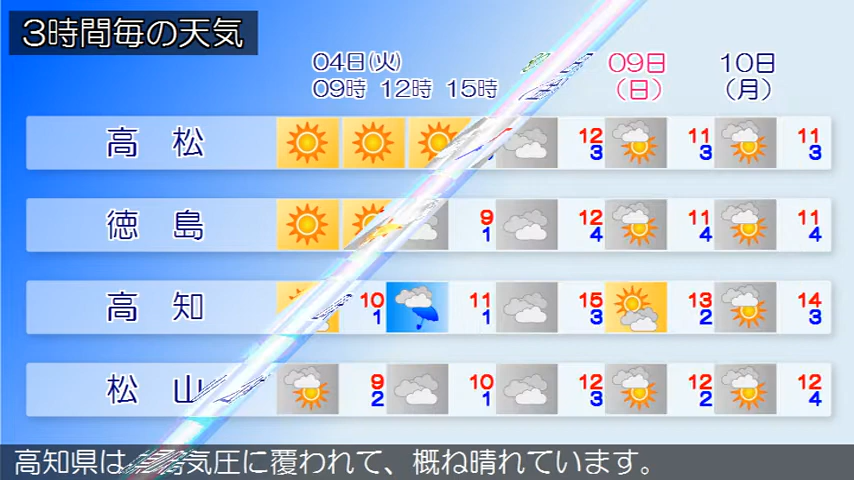 3時間毎の天気
04日(火) 09日 10日
09時 12時 15時 (日) (月)
高松 12 3 11 3 11 3
徳島 9 1 12 4 11 4 11 4
高知 10 1 11 1 15 3 13 2 14 3
松山 9 2 10 1 12 3 12 2 12 4
高知県は、高気圧に覆われて、概ね晴れています。